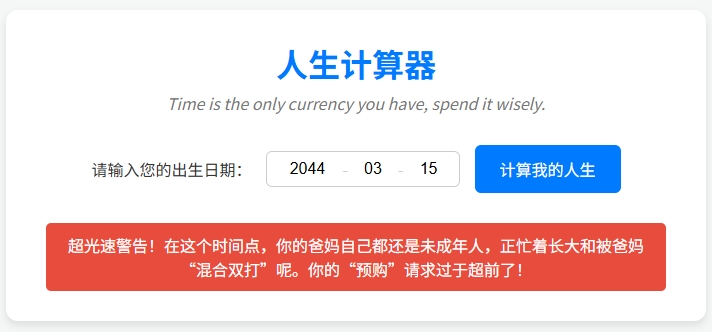 人生计算器
Time is the only currency you have, spend it wisely.
请输入您的出生日期： 2044 - 03 - 15 计算我的人生
超光速警告！在这个时间点，你的爸妈自己都还是未成年人，正忙着长大和被爸妈
“混合双打”呢。你的“预购”请求过于超前了！